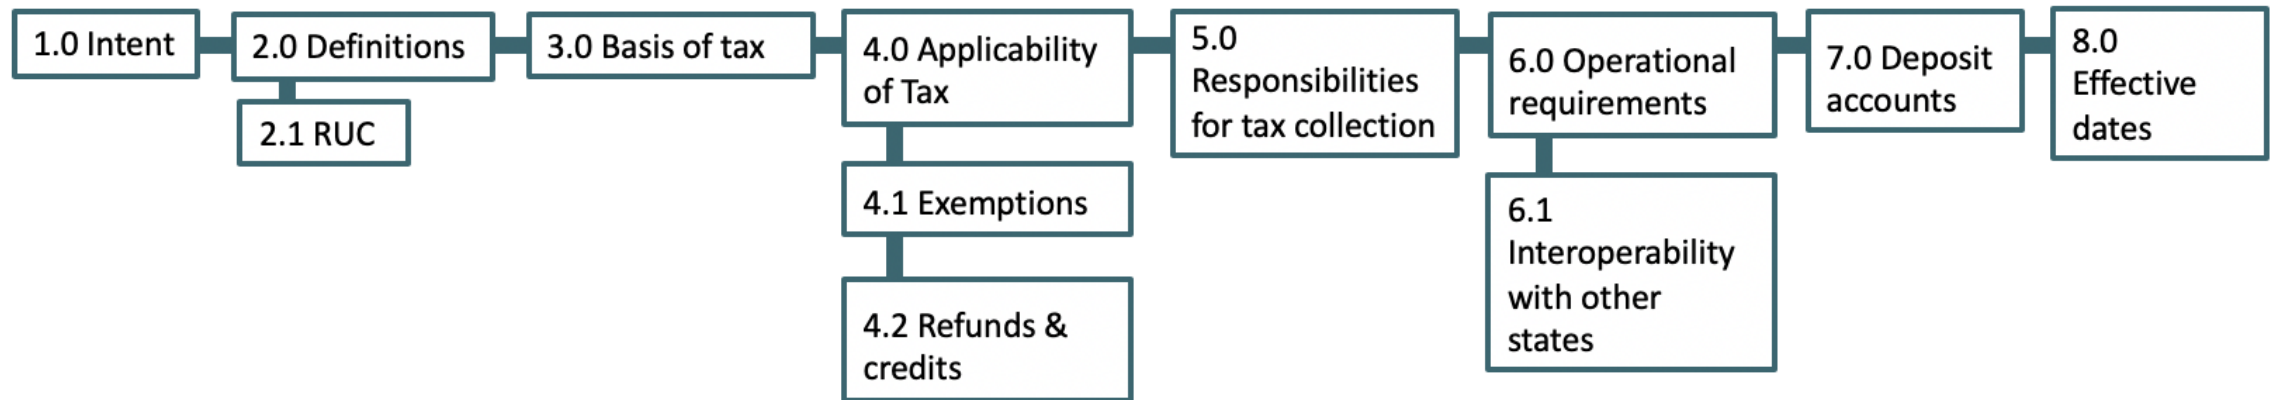 1.0 Intent
2.0 Definitions
2.1 RUC
3.0 Basis of tax
4.0 Applicability
of Tax
4.1 Exemptions
4.2 Refunds &
credits
5.0
Responsibilities
for tax collection
6.0 Operational
requirements
6.1
Interoperability
with other
states
7.0 Deposit
accounts
8.0
Effective
dates